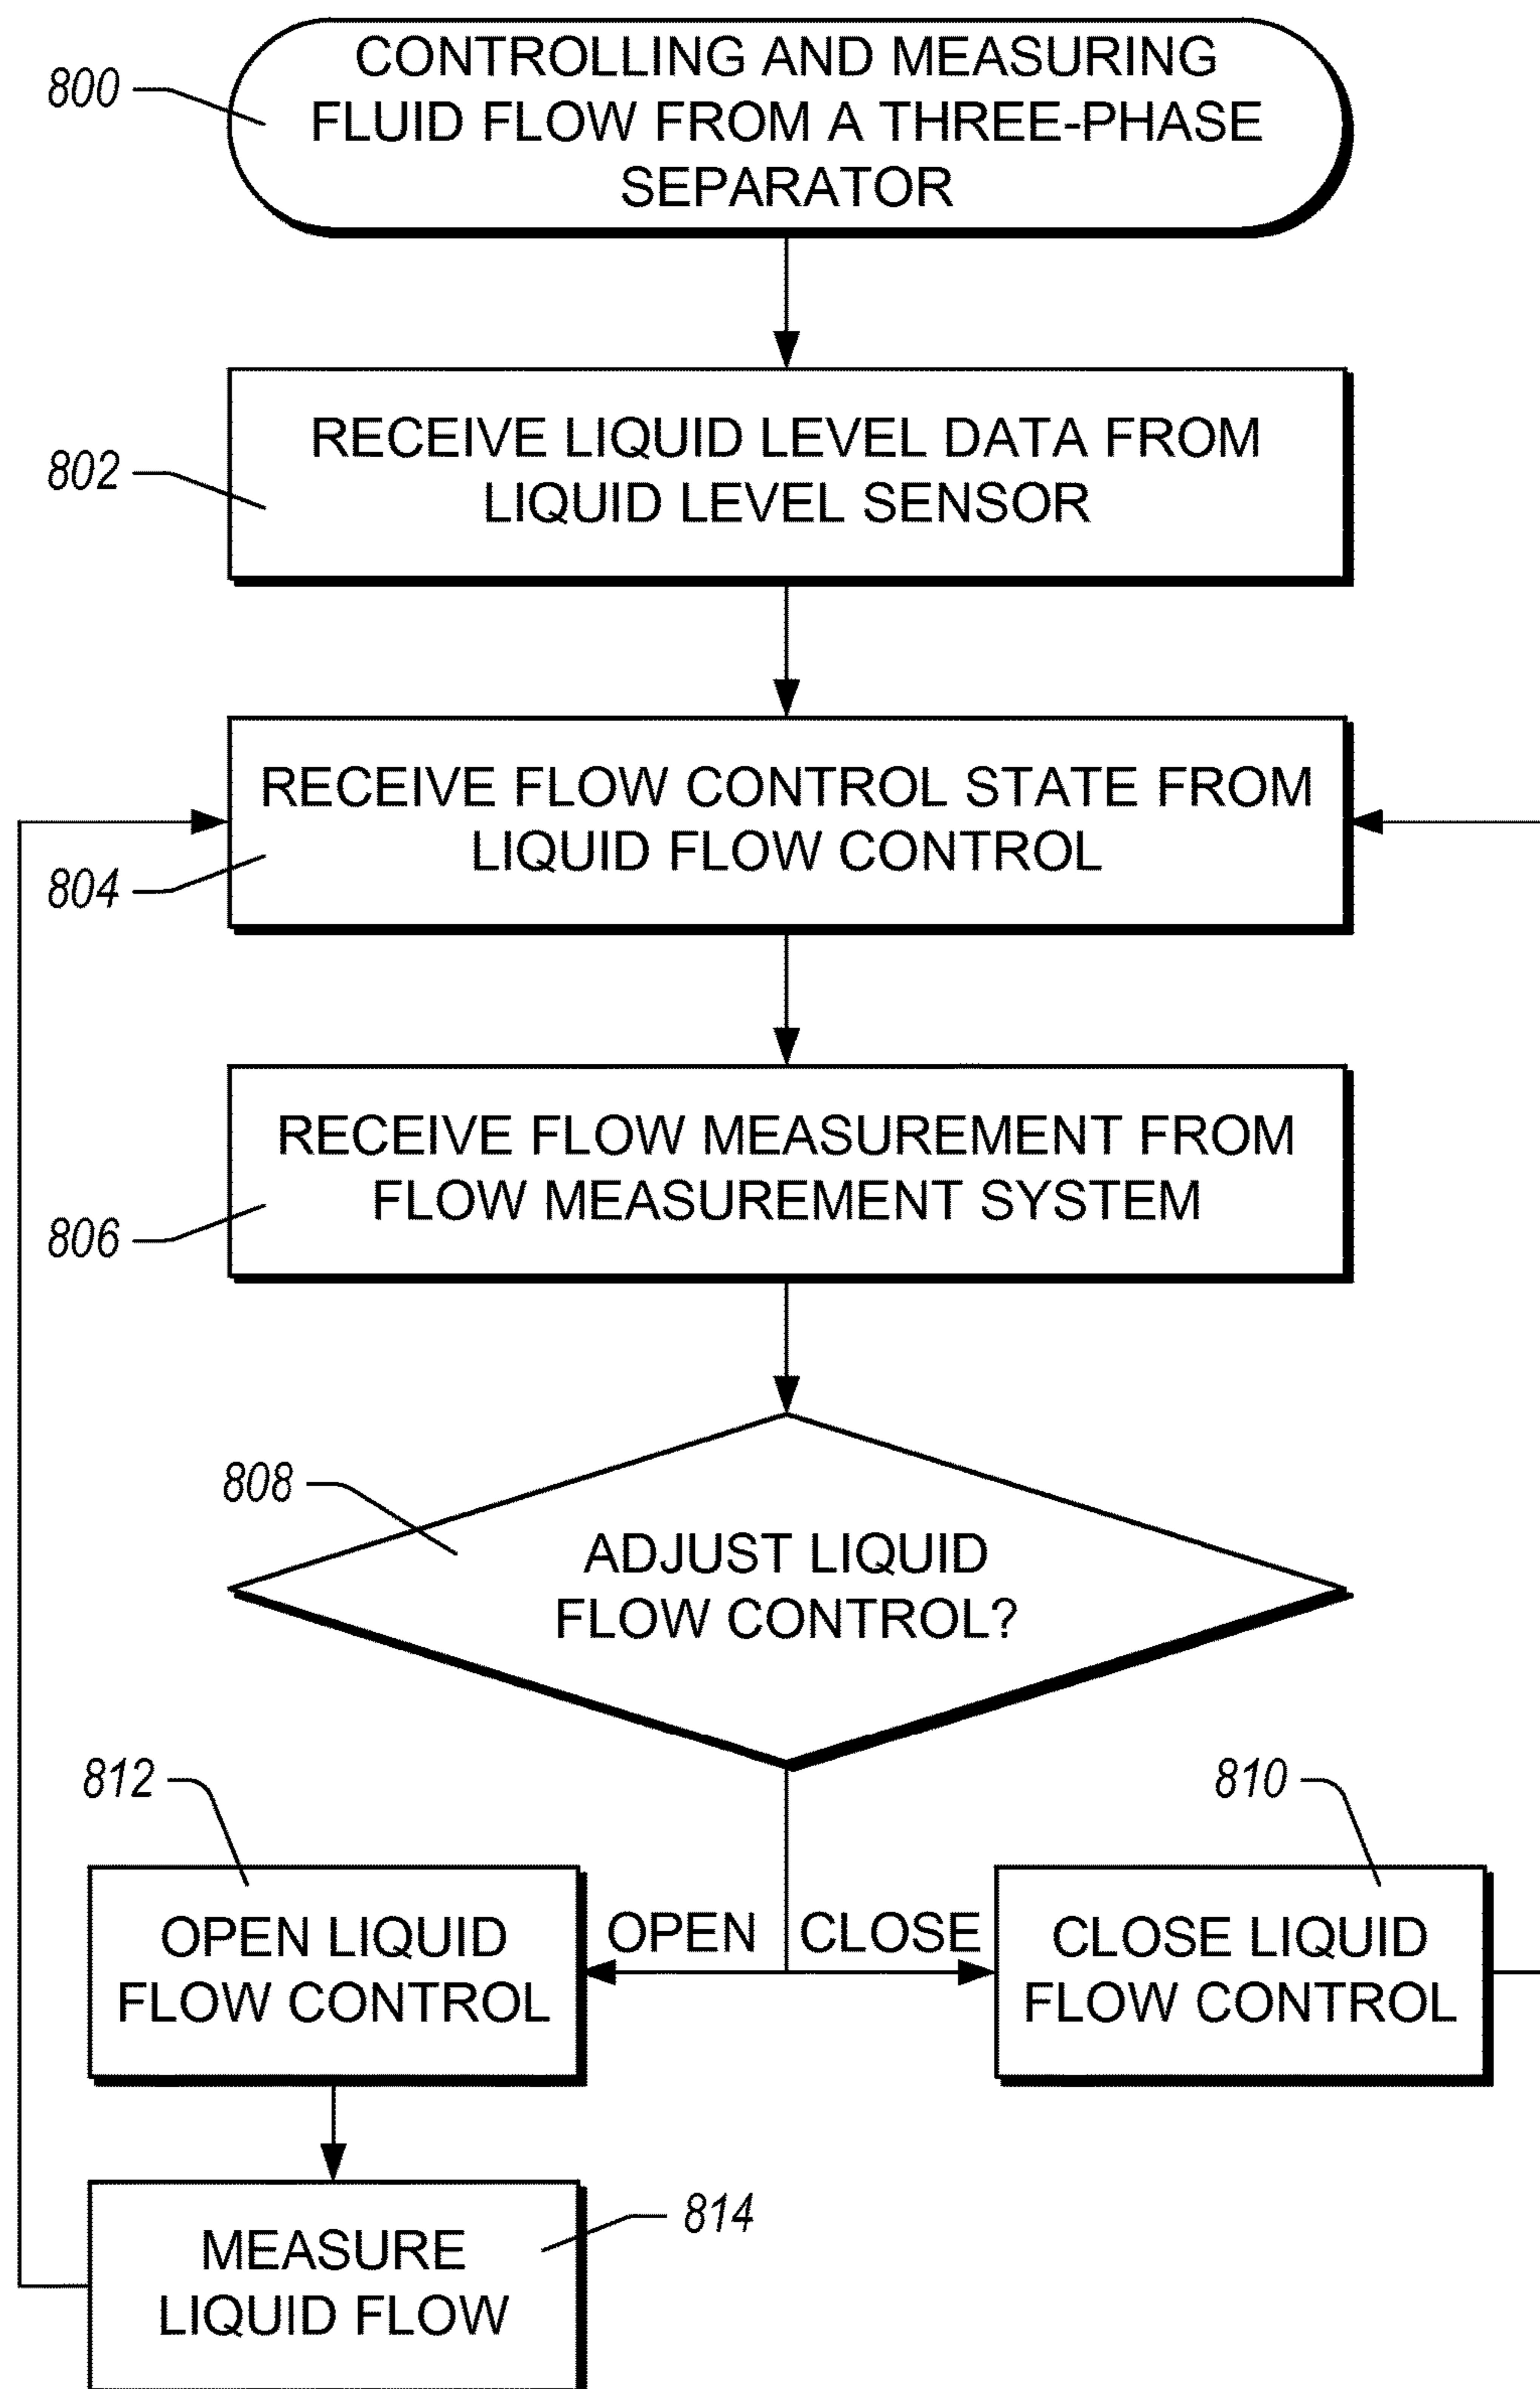 800
CONTROLLING AND MEASURING
FLUID FLOW FROM A THREE-PHASE
SEPARATOR
802
RECEIVE LIQUID LEVEL DATA FROM
LIQUID LEVEL SENSOR
804
RECEIVE FLOW CONTROL STATE FROM
LIQUID FLOW CONTROL
806
RECEIVE FLOW MEASUREMENT FROM
FLOW MEASUREMENT SYSTEM
808
ADJUST LIQUID
FLOW CONTROL?
812
810
OPEN LIQUID
FLOW CONTROL
OPEN
CLOSE
CLOSE LIQUID
FLOW CONTROL
814
MEASURE
LIQUID FLOW